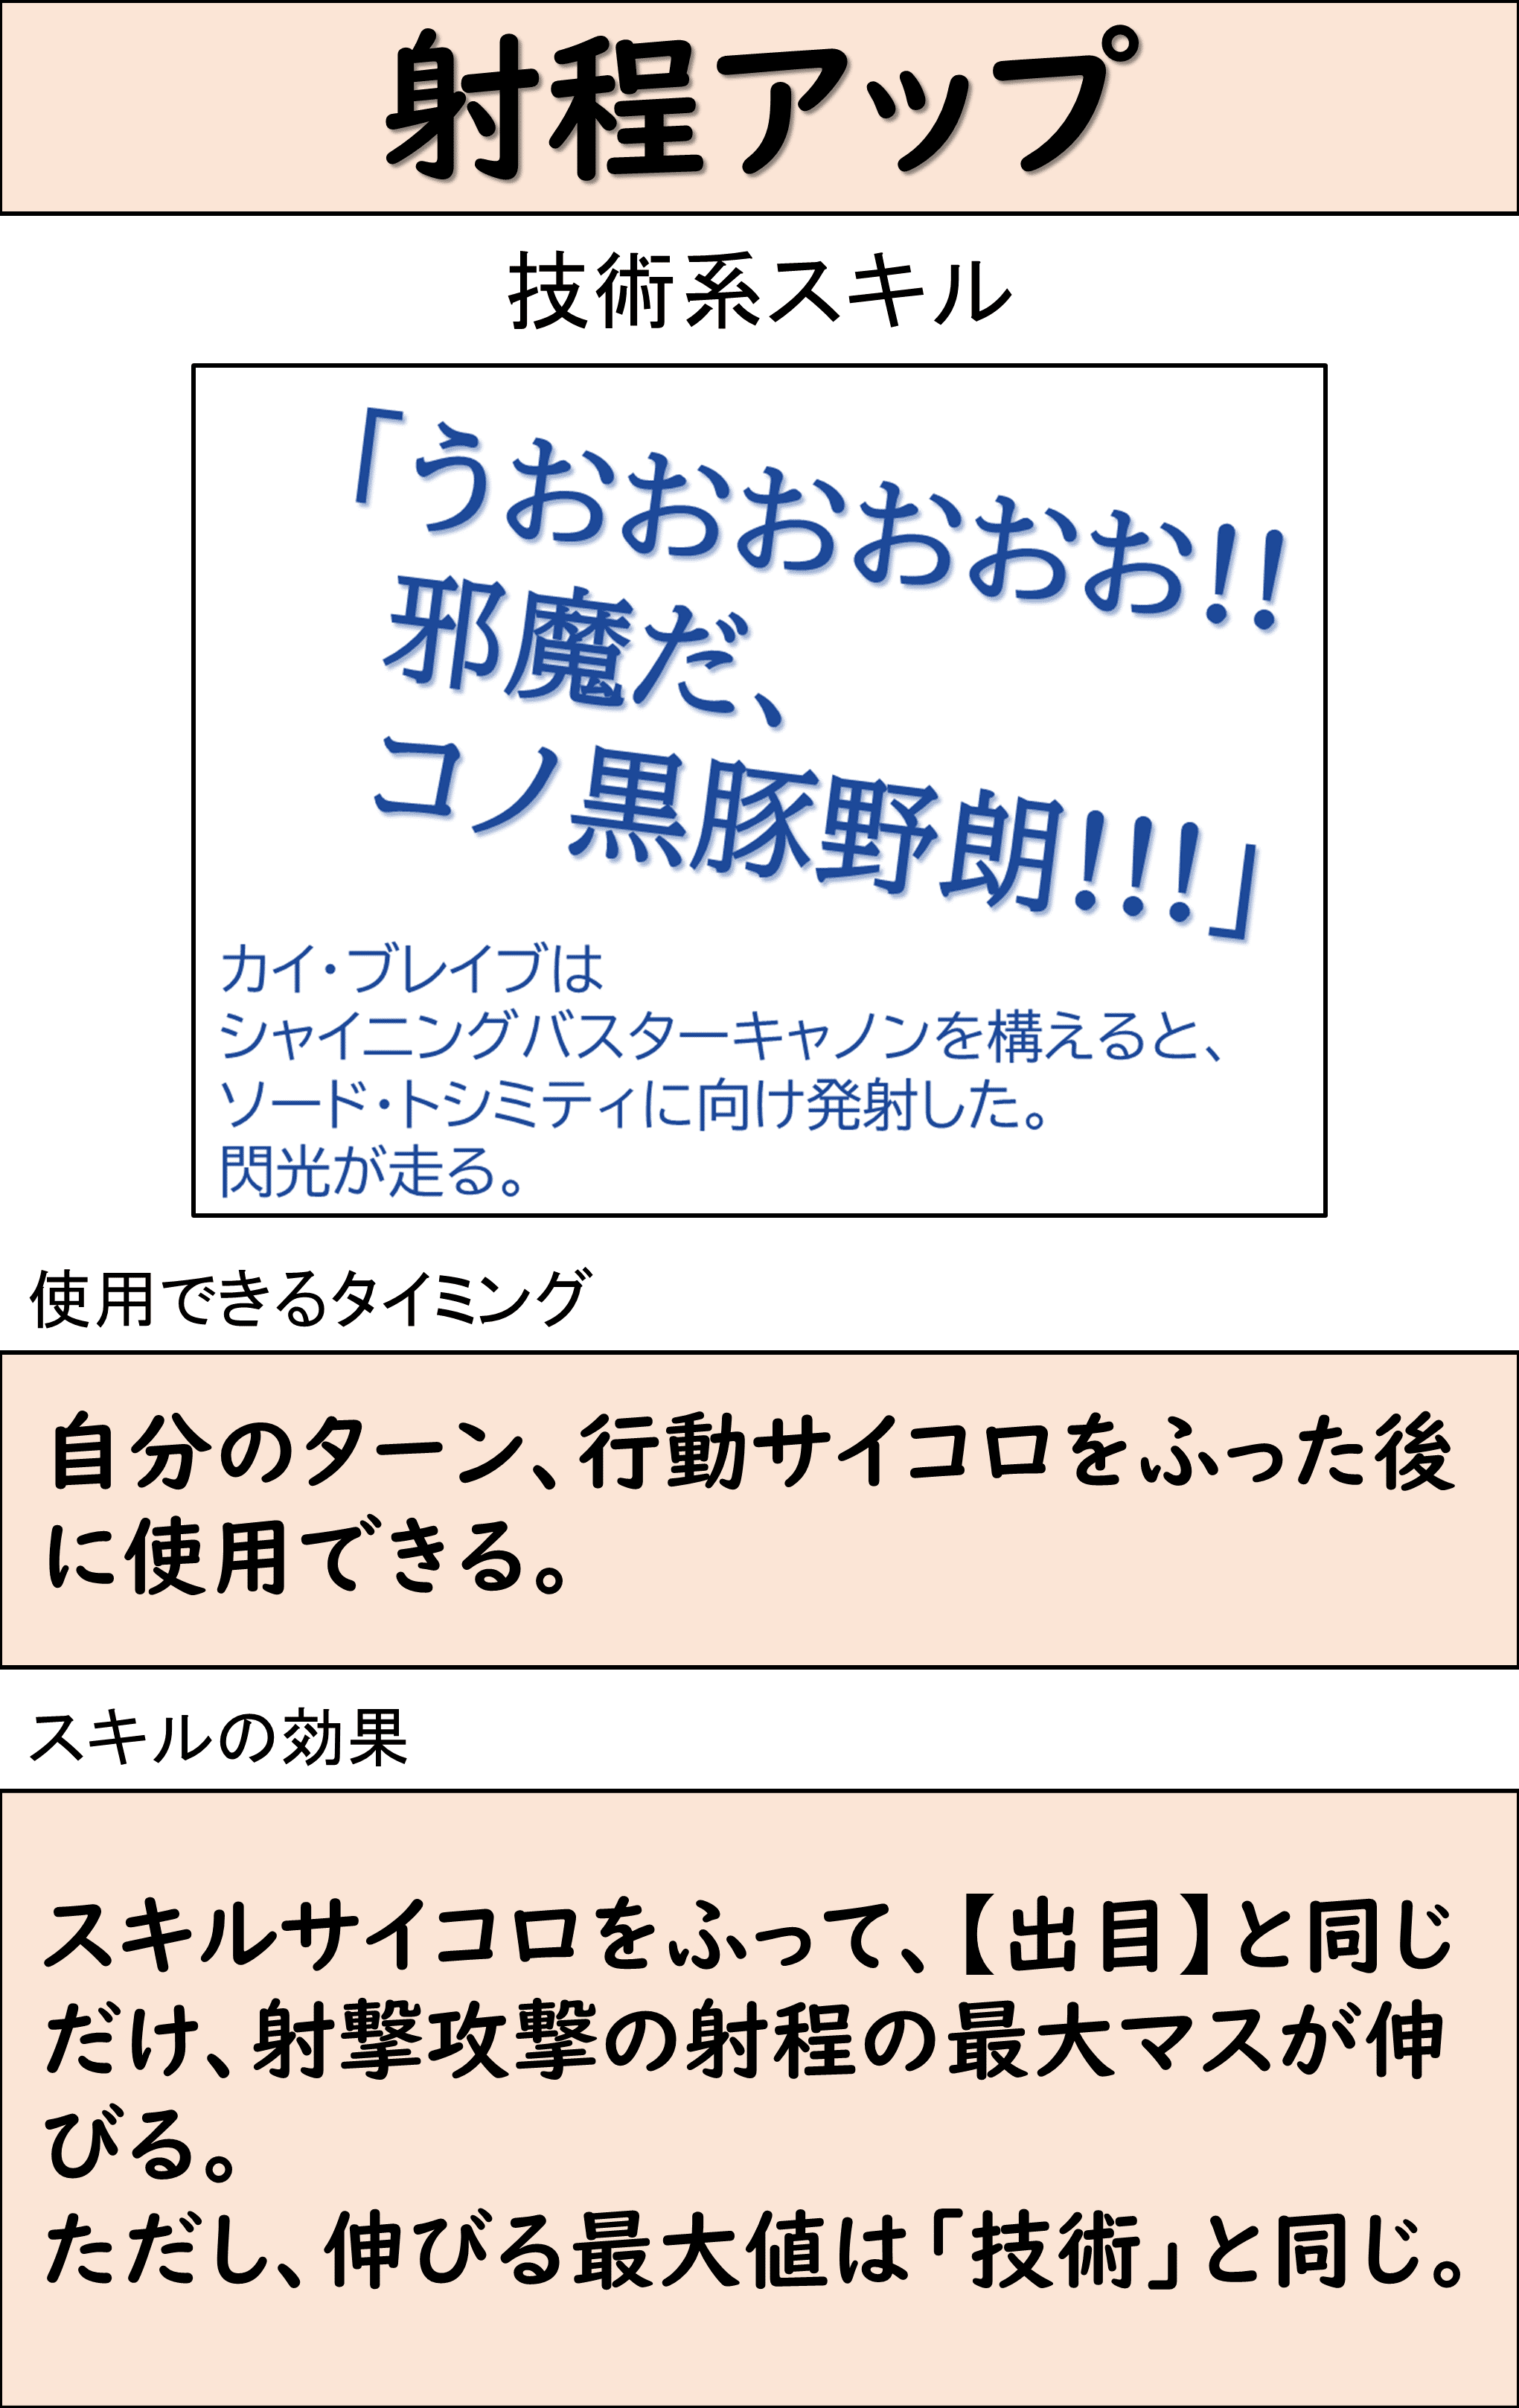 射程アップ
技術系スキル
「うおおおおおお!!
邪魔だ、
コノ黒豚野朗!!!」
カイ・ブレイブは
シャイニングバスターキャノンを構えると、
ソード・トシミティに向け発射した。
閃光が走る。
使用できるタイミング
自分のターン、行動サイコロをふった後
に使用できる。
スキルの効果
スキルサイコロをふって、【出目】と同じ
だけ、射撃攻撃の射程の最大マスが伸
びる。
ただし、伸びる最大値は「技術」と同じ。